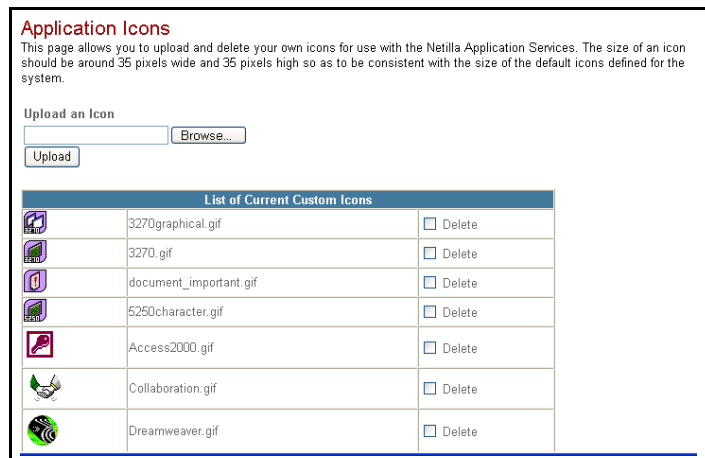 Application Icons
This page allows you to upload and delete your own icons for use with the Netilla Application Services. The size of an icon
should be around 35 pixels wide and 35 pixels high so as to be consistent with the size of the default icons defined for the
system.
Upload an Icon
Browse...
Upload
List of Current Custom Icons
3270 3270graphical.gif Delete
3270 3270.gif Delete
document_important.gif Delete
5250 5250character.gif Delete
Access2000.gif Delete
Collaboration.gif Delete
Dreamweaver.gif Delete